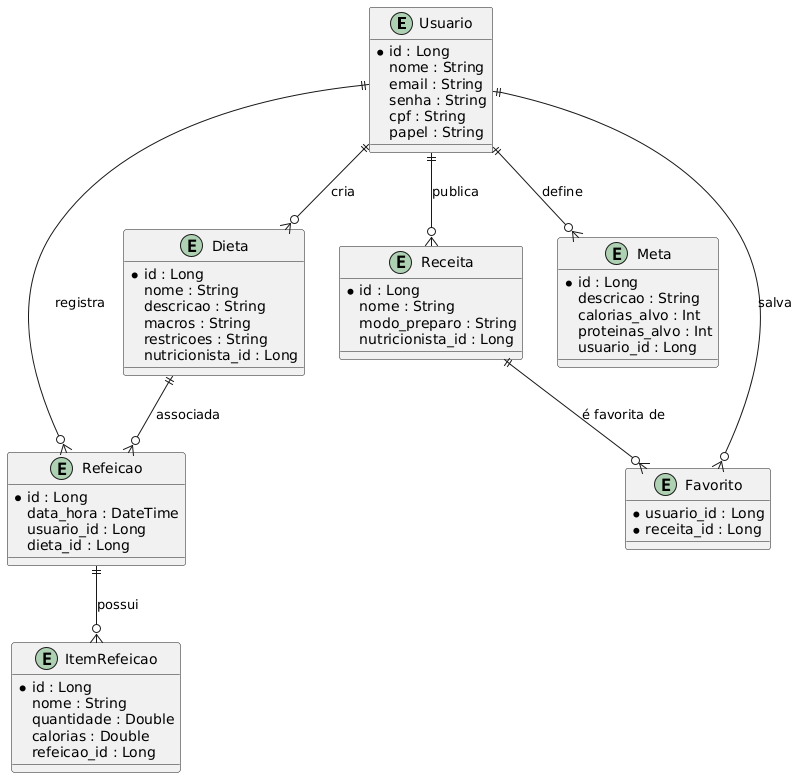 E Usuario
* id : Long
nome : String
email : String
senha : String
cpf : String
papel : String
cria
publica
define
registra
salva
E Dieta
* id : Long
nome : String
descricao : String
macros : String
restricoes : String
nutricionista_id : Long
E Receita
* id : Long
nome : String
modo_preparo : String
nutricionista_id : Long
E Meta
* id : Long
descricao : String
calorias_alvo : Int
proteinas_alvo : Int
usuario_id : Long
associada
é favorita de
E Refeicao
* id : Long
data_hora : DateTime
usuario_id : Long
dieta_id : Long
E Favorito
* usuario_id : Long
* receita_id : Long
possui
E ItemRefeicao
* id : Long
nome : String
quantidade : Double
calorias : Double
refeicao_id : Long